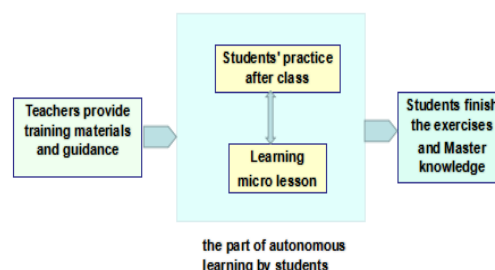 Teachers provide
training materials
and guidance
Students' practice
after class
Learning
micro lesson
Students finish
the exercises
and Master
knowledge
the part of autonomous
learning by students